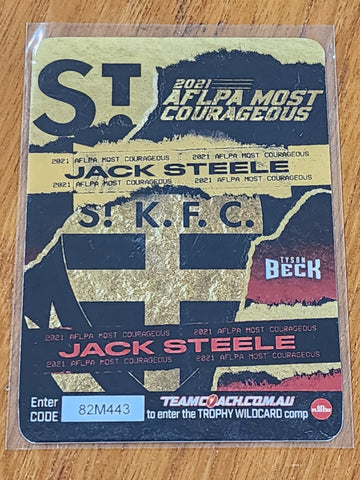 ST.
2021
AFLPA MOST
COURAGEOUS
2021 AFLPA MOST COURAGEOUS 2021 AFLPA MOST COURAGEOUS
JACK STEELE
2021 AFLPA MOST COURAGEOUS 2021 AFLPA MOST COURAGEOUS
ST K.F.C.
TYSON
BECK
2021 AFLPA MOST COURAGEOUS 2021 AFLPA MOST COURAGEOUS
JACK STEELE
2021 AFLPA MOST COURAGEOUS 2021 AFLPA MOST COURAGEOUS
Enter CODE 82M443
TEAMCOACH.COM.AU
to enter the TROPHY WILDCARD comp